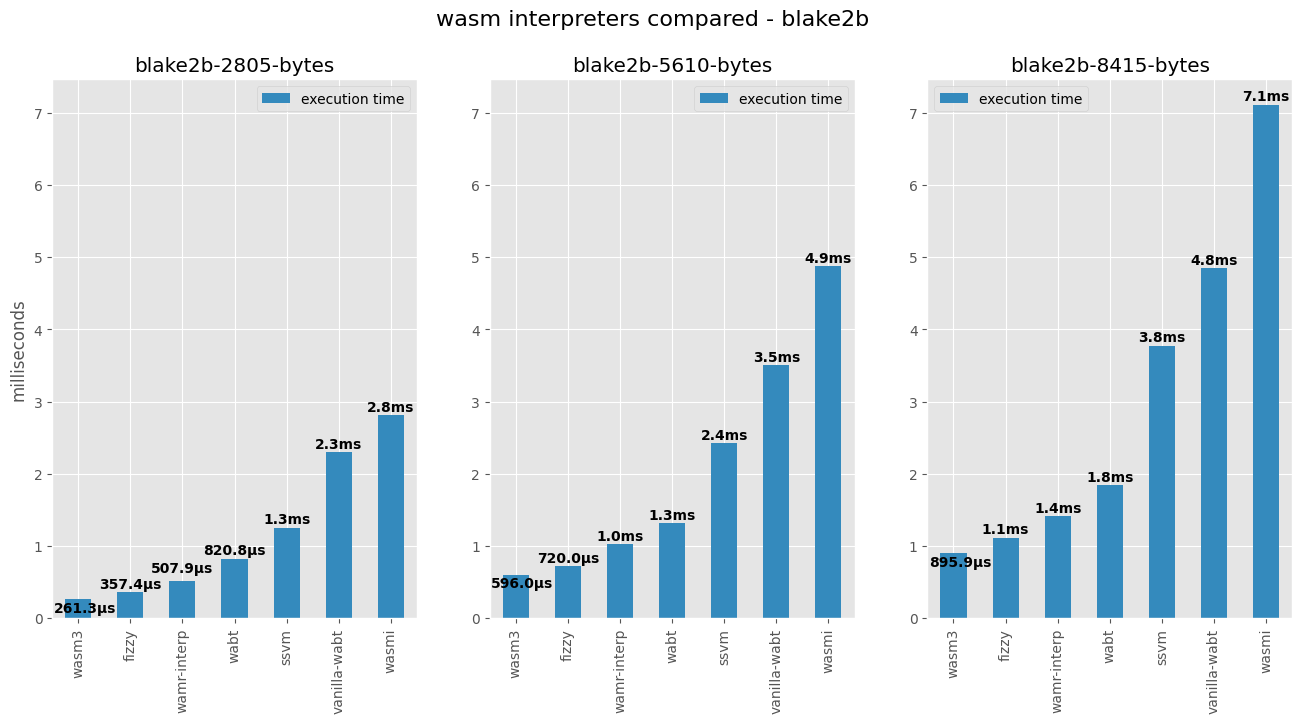 wasm interpreters compared - blake2b
blake2b-2805-bytes
execution time
milliseconds
7
6
5
4
3
2
1
0
261.3µs
357.4µs
507.9µs
820.8µs
1.3ms
2.3ms
2.8ms
wasm3
fizzy
wamr-interp
wabt
ssvm
vanilla-wabt
wasmi
blake2b-5610-bytes
execution time
7
6
5
4
3
2
1
0
596.0µs
720.0µs
1.0ms
1.3ms
2.4ms
3.5ms
4.9ms
wasm3
fizzy
wamr-interp
wabt
ssvm
vanilla-wabt
wasmi
blake2b-8415-bytes
execution time
7
6
5
4
3
2
1
0
895.9µs
1.1ms
1.4ms
1.8ms
3.8ms
4.8ms
7.1ms
wasm3
fizzy
wamr-interp
wabt
ssvm
vanilla-wabt
wasmi